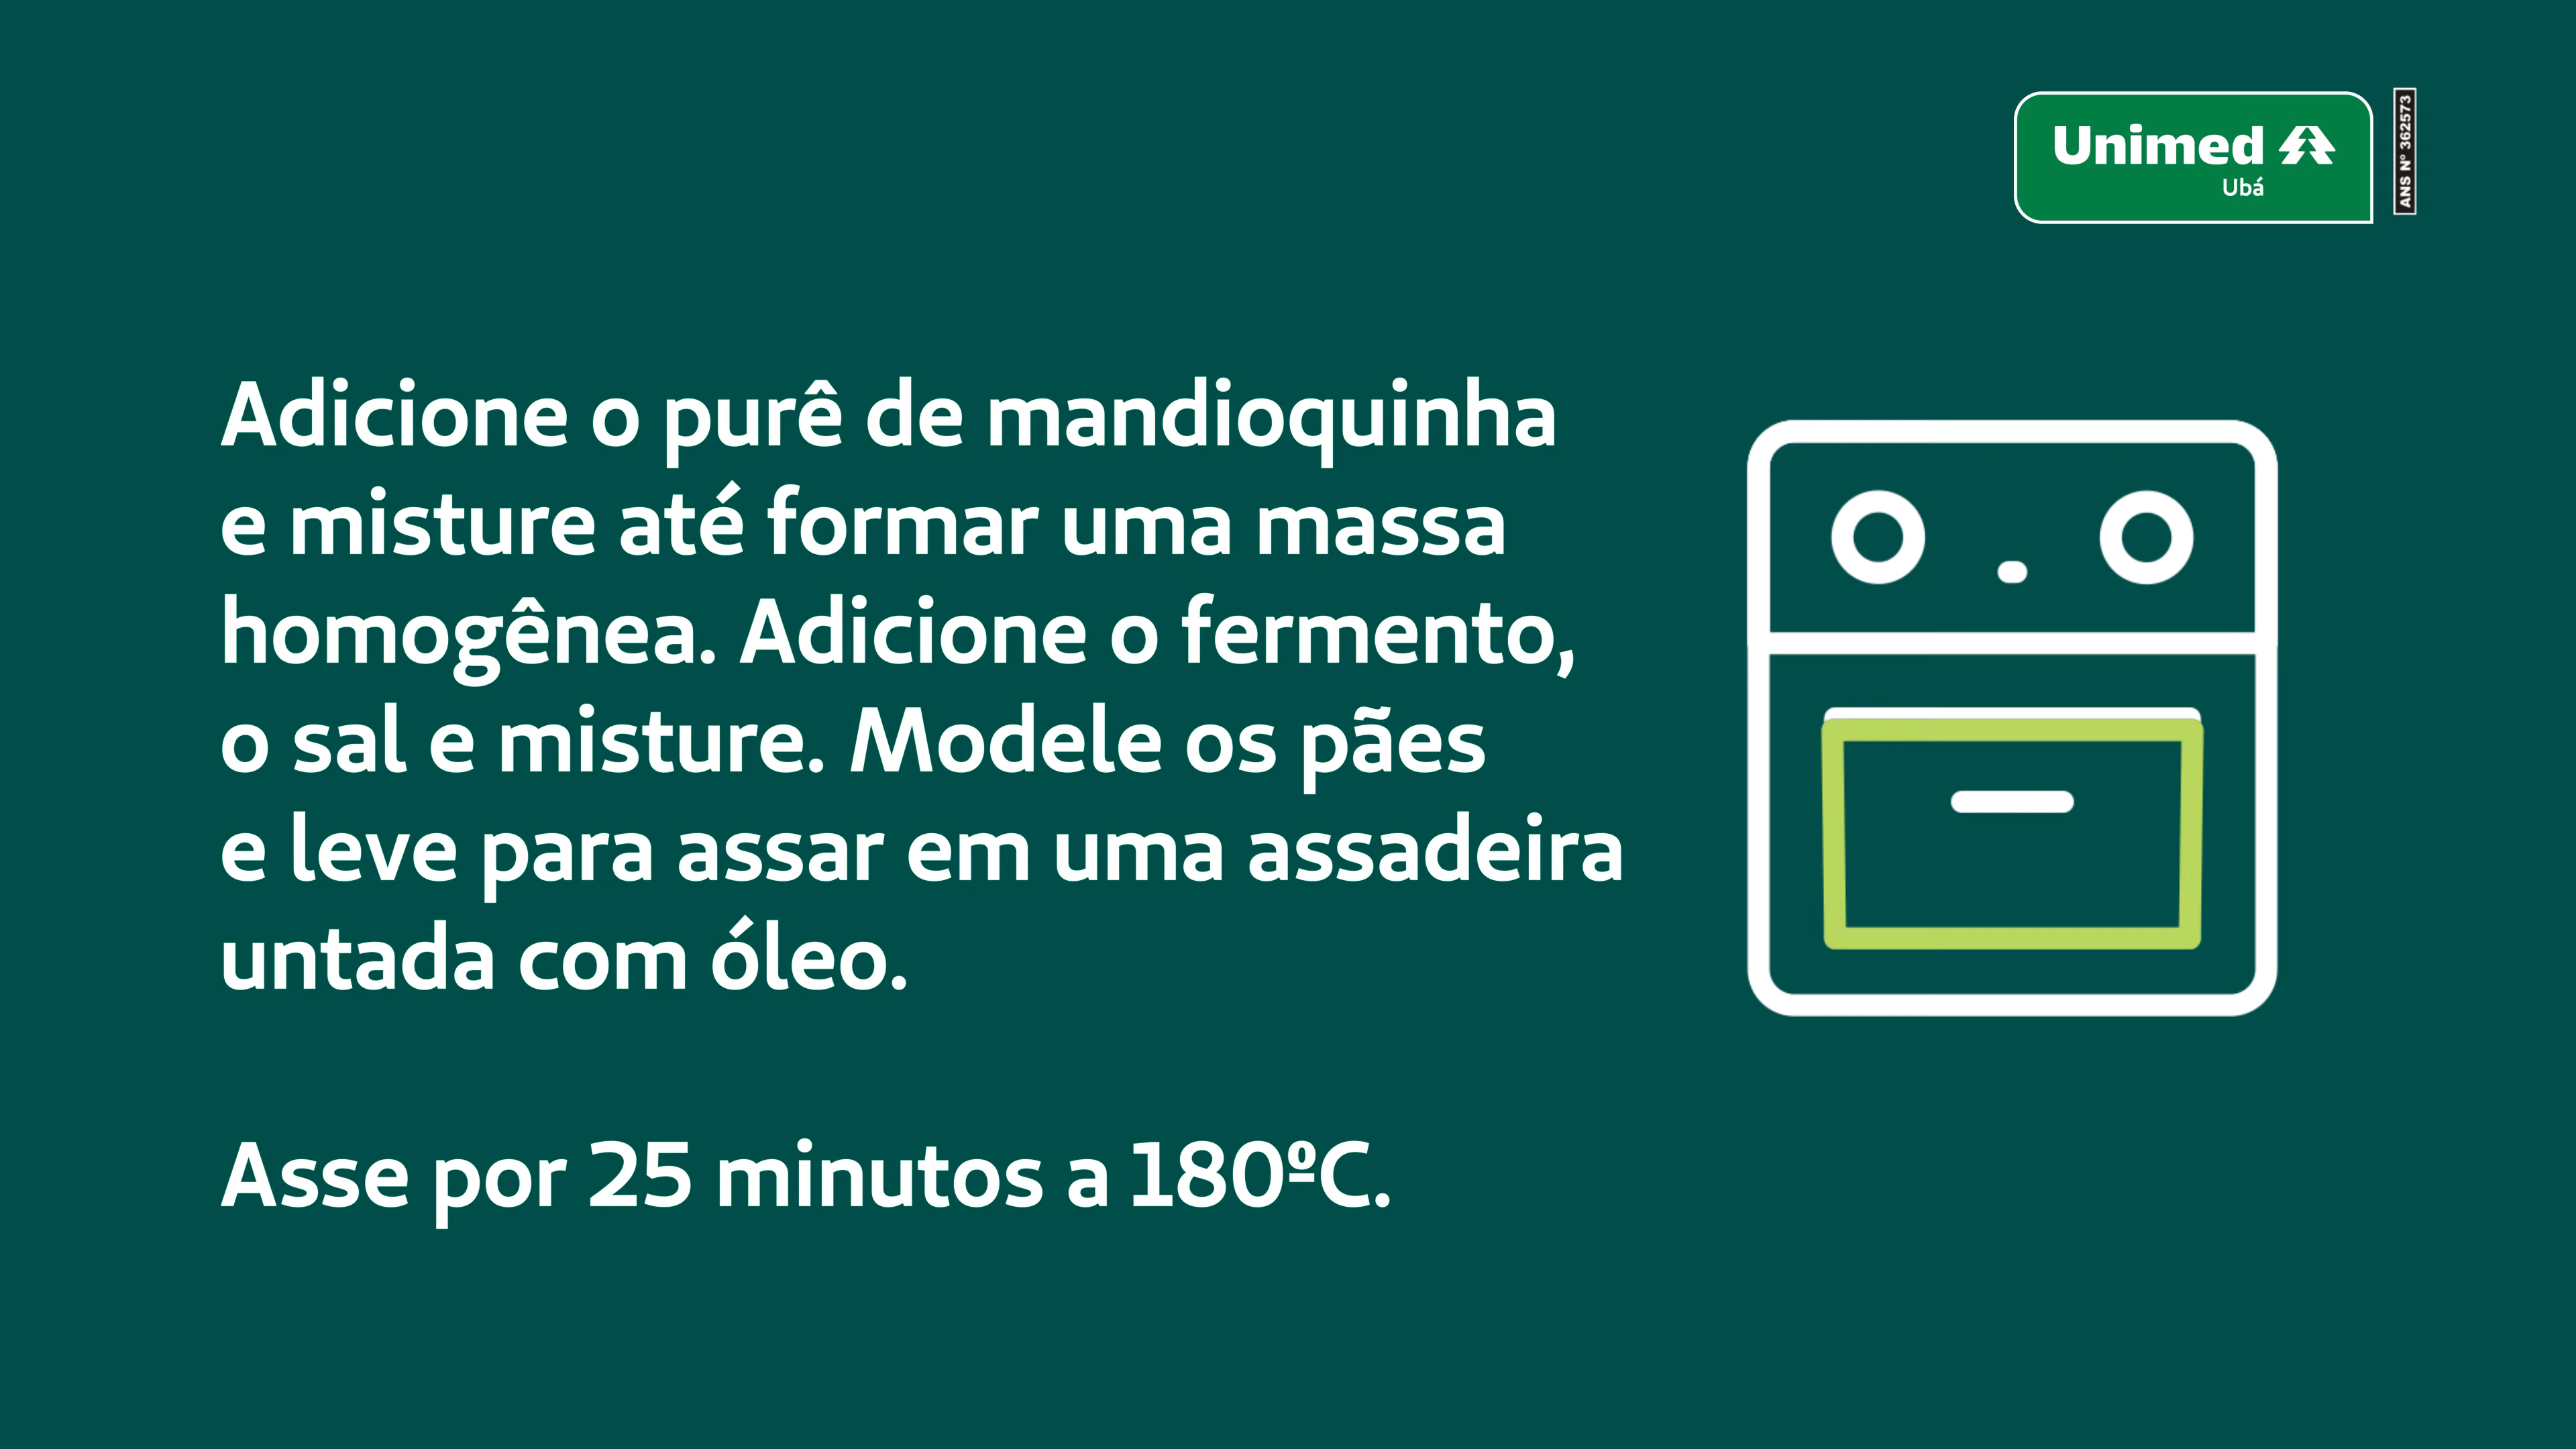 Unimed
Ubá
ANS Nº 362573
Adicione o purê de mandioquinha
e misture até formar uma massa
homogênea. Adicione o fermento,
o sal e misture. Modele os pães
e leve para assar em uma assadeira
untada com óleo.
Asse por 25 minutos a 180ºC.